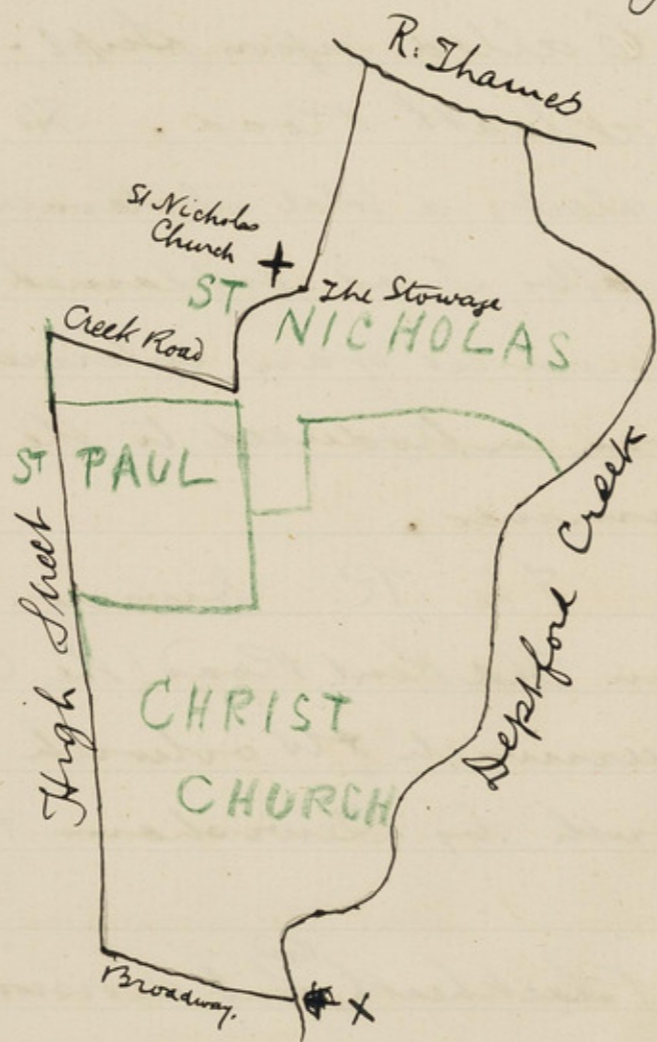 R. Thames
St Nicholas
Church
The Stowage
ST
NICHOLAS
Creek Road
ST PAUL
High Street
Deptford Creek
CHRIST
CHURCH
Broadway.
X